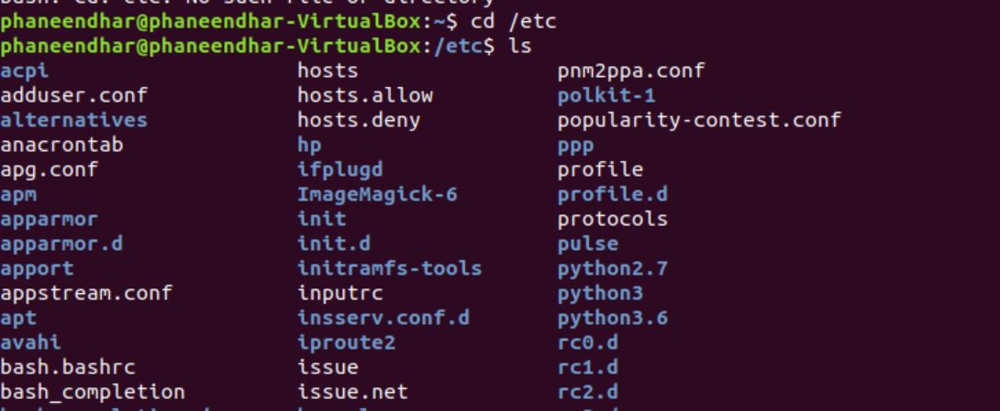 bash: cd: etc: No such file or directory
phaneendhar@phaneendhar-VirtualBox:~$ cd /etc
phaneendhar@phaneendhar-VirtualBox:/etc$ ls
acpi hosts pnm2ppa.conf
adduser.conf hosts.allow polkit-1
alternatives hosts.deny popularity-contest.conf
anacrontab hp ppp
apg.conf ifplugd profile
apm ImageMagick-6 profile.d
apparmor init protocols
apparmor.d init.d pulse
apport initramfs-tools python2.7
appstream.conf inputrc python3
apt insserv.conf.d python3.6
avahi iproute2 rc0.d
bash.bashrc issue rc1.d
bash_completion issue.net rc2.d